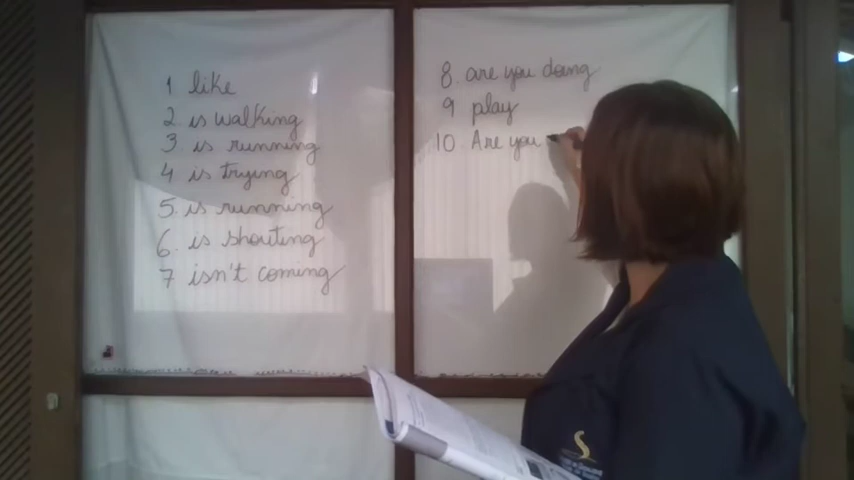 1 like
2. is walking
3 is running
4 is trying
5. is running
6. is shouting
7 isn't coming
8. are you doing
9 play
10. Are you